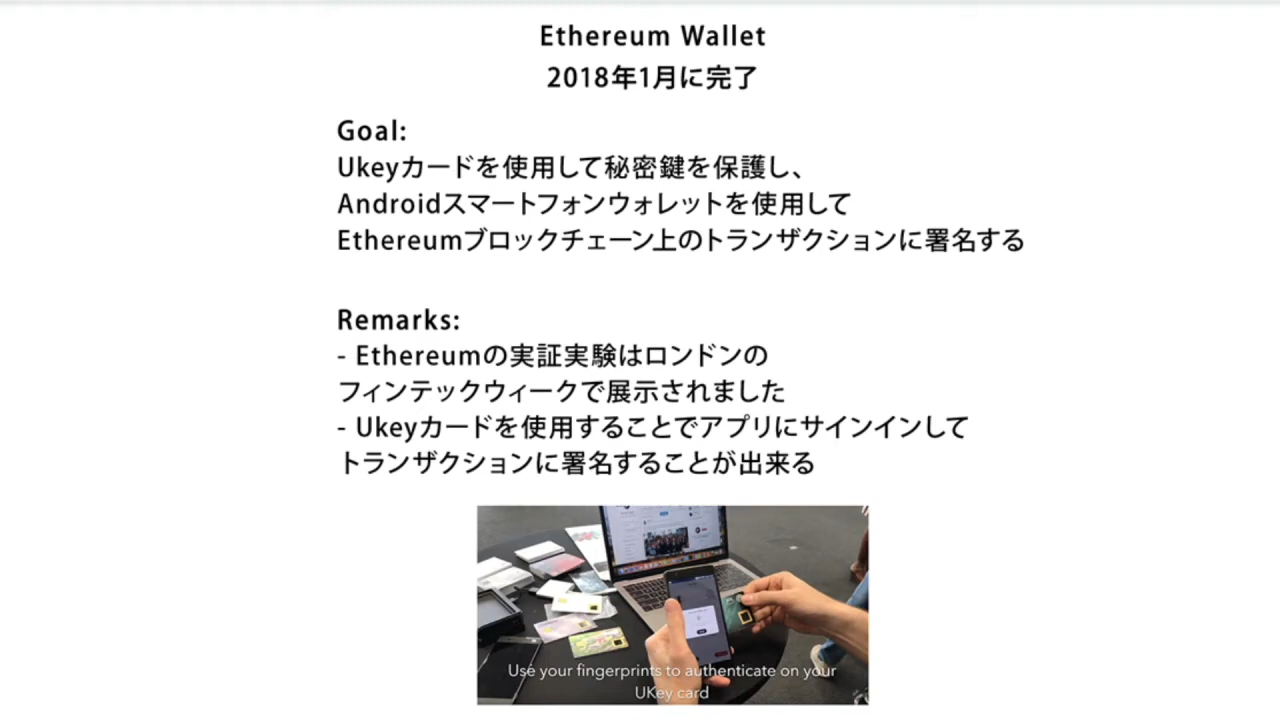 Ethereum Wallet
2018年1月に完了
Goal:
Ukeyカードを使用して秘密鍵を保護し、
Androidスマートフォンウォレットを使用して
Ethereumブロックチェーン上のトランザクションに署名する
Remarks:
- Ethereumの実証実験はロンドンの
フィンテックウィークで展示されました
- Ukeyカードを使用することでアプリにサインインして
トランザクションに署名することが出来る
Use your fingerprints to authenticate on your
UKey card